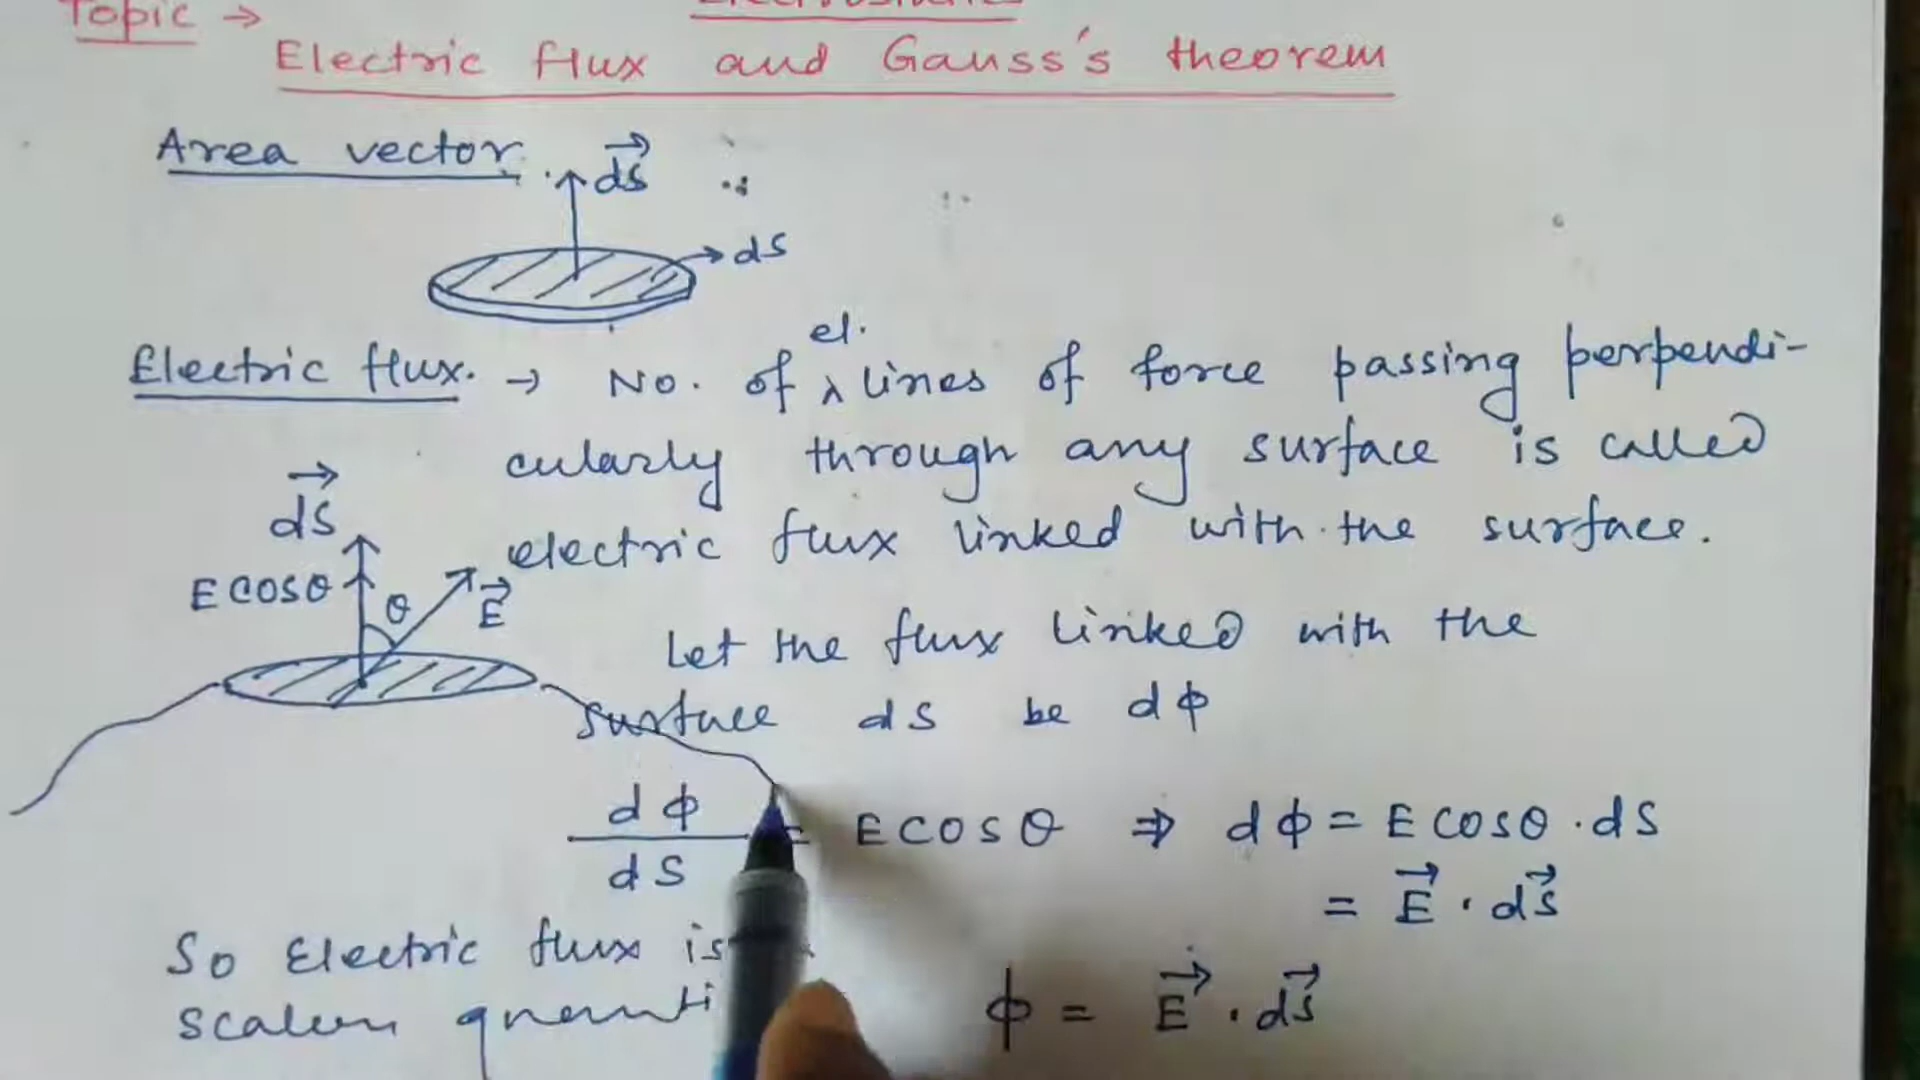 Topic →
Electric flux and Gauss's theorem
Area vector.
ds⃗
→ ds
el.
Electric flux. → No. of λ lines of force passing perpendi-
cularly through any surface is called
electric flux linked with the surface.
ds⃗
E cosθ
θ
E⃗
Let the flux linked with the
surface ds be dϕ
dϕ
ds
= E cosθ ⇒ dϕ = E cosθ . ds
= E⃗ . ds⃗
So Electric flux is
scalar
ϕ = E⃗ . ds⃗